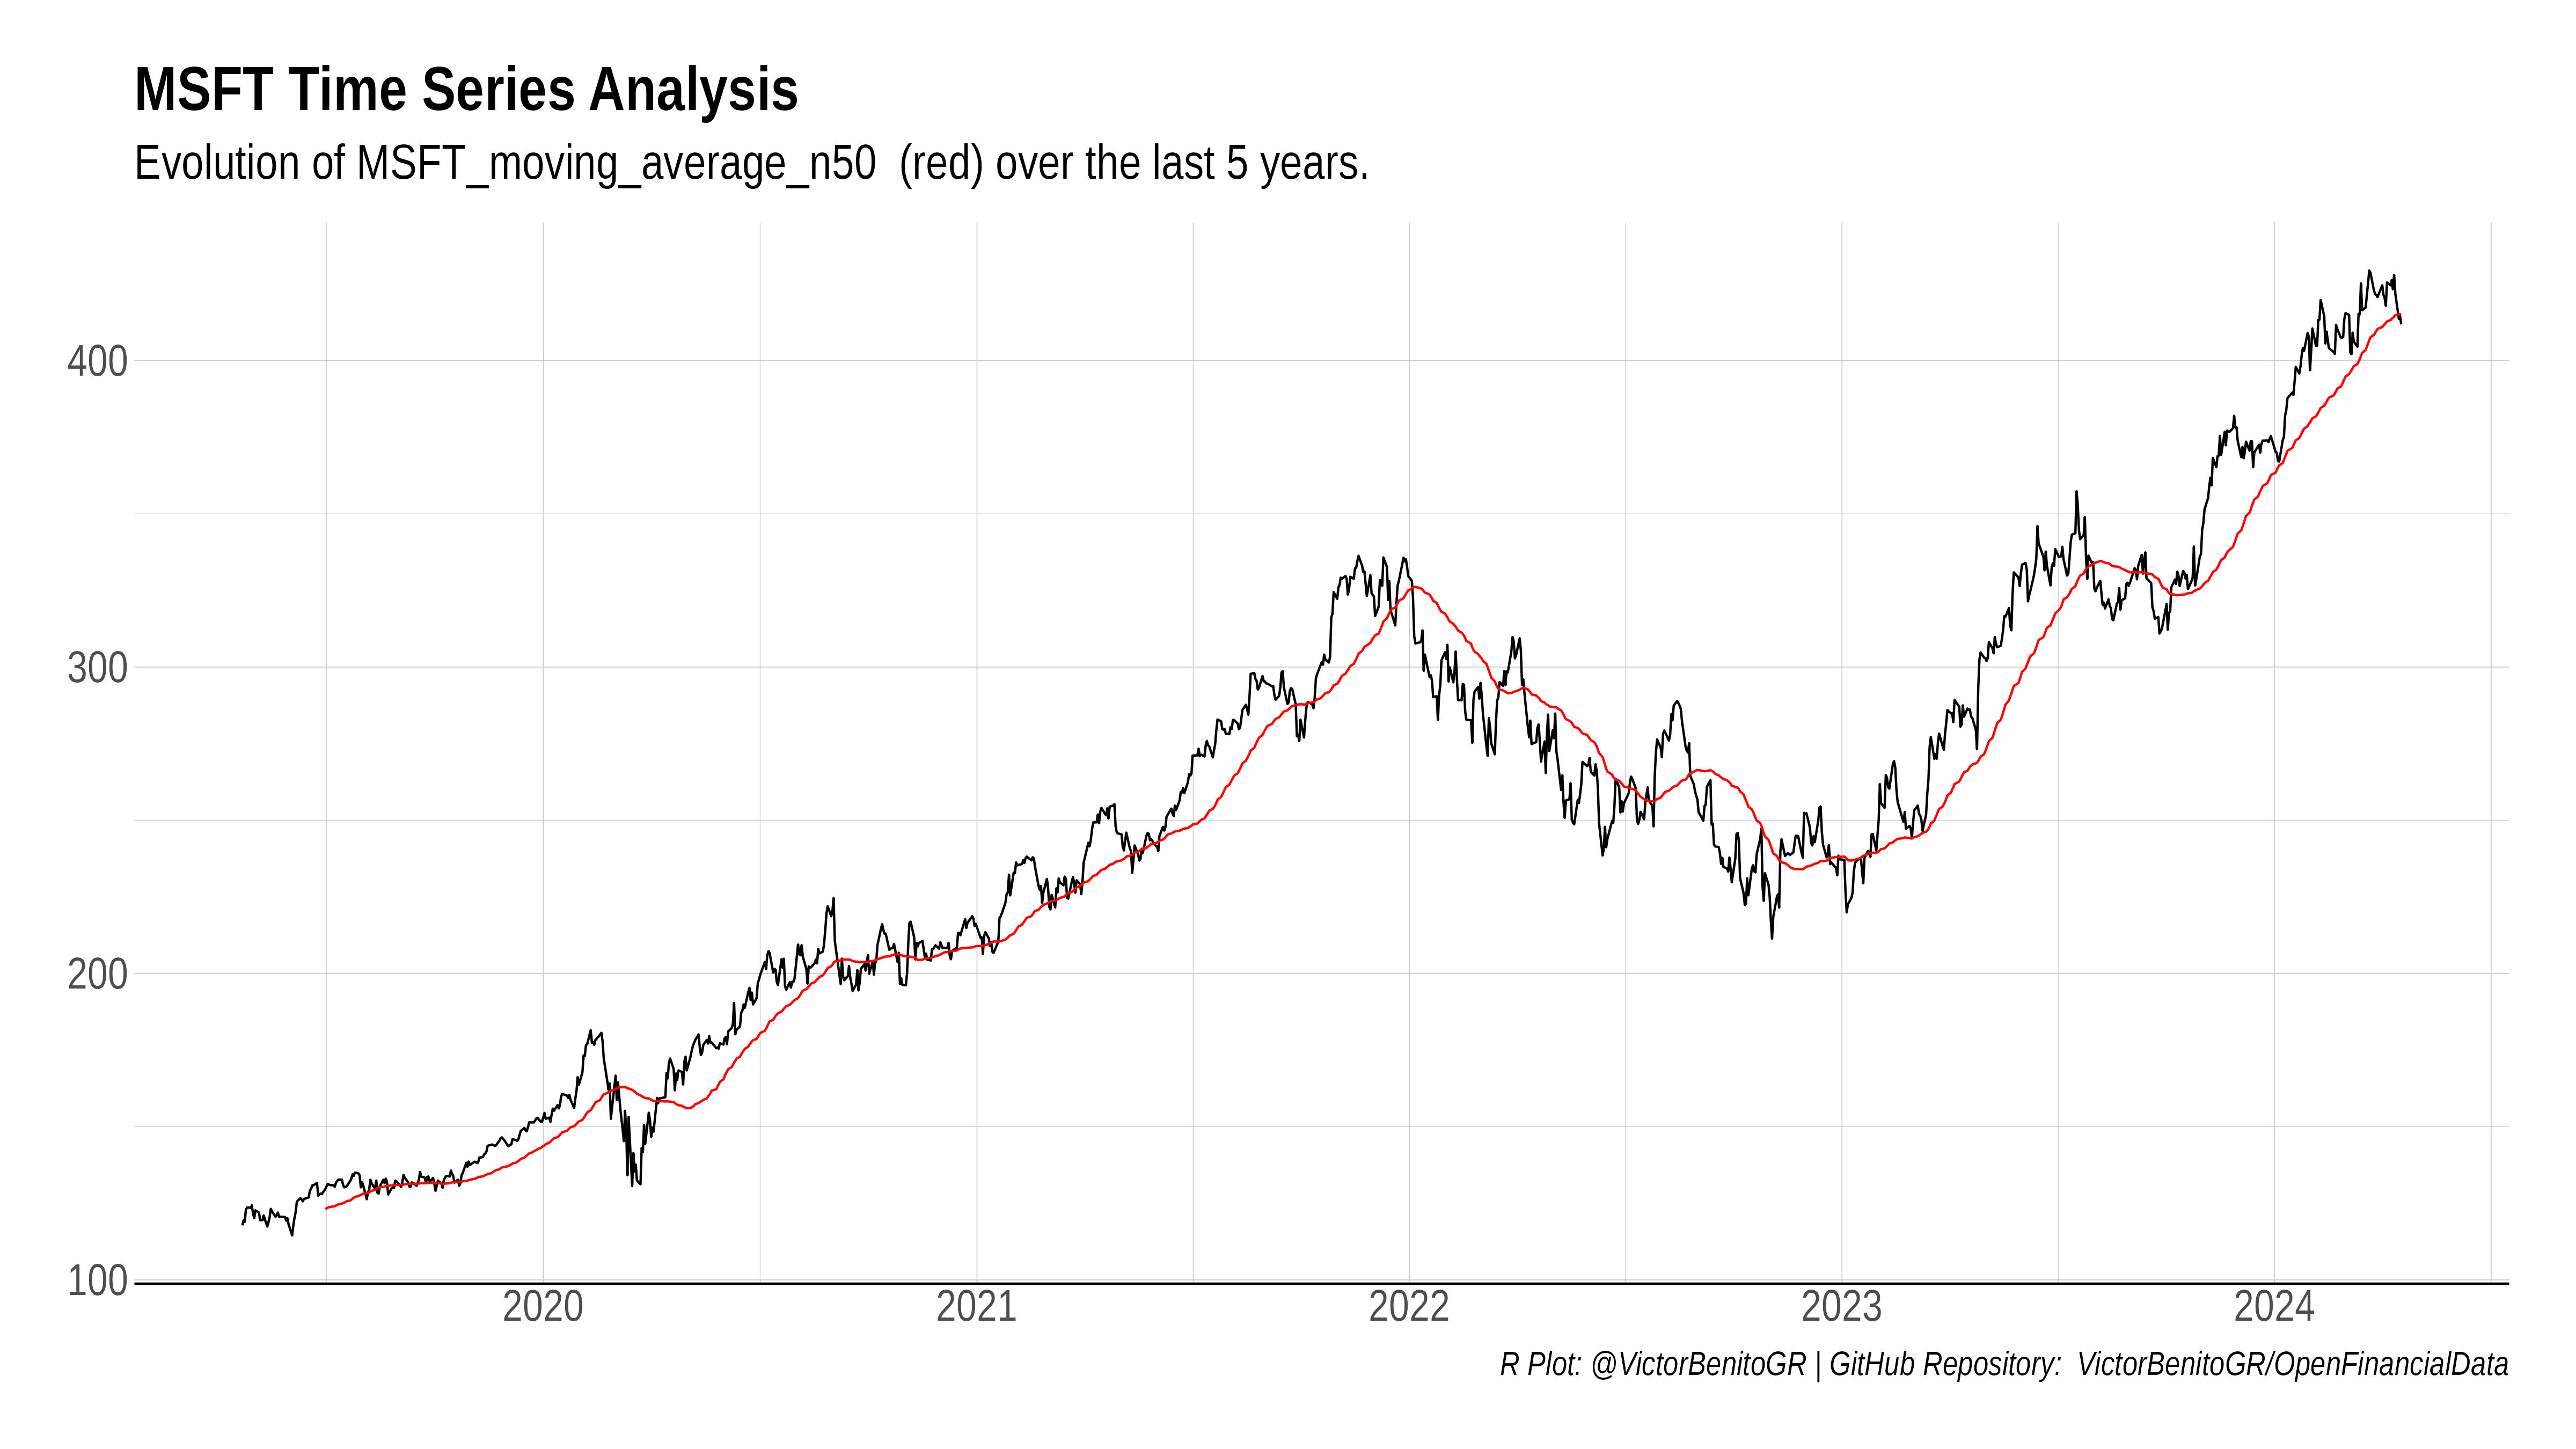 MSFT Time Series Analysis
Evolution of MSFT_moving_average_n50  (red) over the last 5 years.
400
300
200
100
2020 2021 2022 2023 2024
R Plot: @VictorBenitoGR | GitHub Repository:  VictorBenitoGR/OpenFinancialData